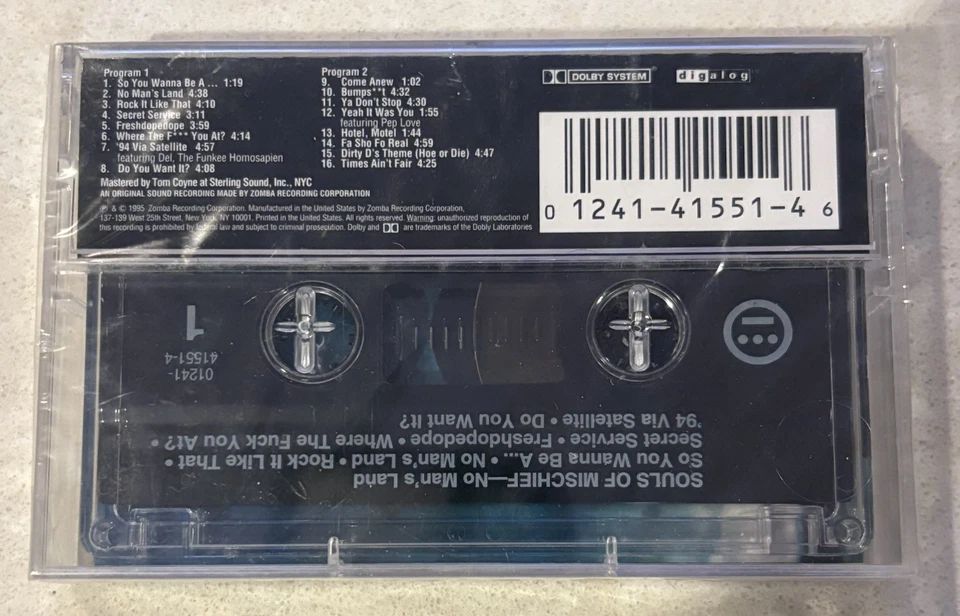 Program 1
1. So You Wanna Be A ... 1:19
2. No Man's Land 4:38
3. Rock It Like That 4:10
4. Secret Service 3:11
5. Freshdopedope 3:59
6. Where The F*** You At? 4:14
7. '94 Via Satellite 4:57
featuring Del, The Funkee Homosapien
8. Do You Want It? 4:08
Program 2
9. Come Anew 1:02
10. Bumps**t 4:32
11. Ya Don't Stop 4:30
12. Yeah It Was You 1:55
featuring Pep Love
13. Hotel, Motel 1:44
14. Fa Sho Fo Real 4:59
15. Dirty D's Theme (Hoe or Die) 4:47
16. Times Ain't Fair 4:25
Mastered by Tom Coyne at Sterling Sound, Inc., NYC
AN ORIGINAL SOUND RECORDING MADE BY ZOMBA RECORDING CORPORATION
℗ & © 1995 Zomba Recording Corporation. Manufactured in the United States by Zomba Recording Corporation,
137-139 West 25th Street, New York, NY 10001. Printed in the United States. All rights reserved. Warning: unauthorized reproduction of
this recording is prohibited by federal law and subject to criminal prosecution. Dolby and are trademarks of the Dobly Laboratories
DOLBY SYSTEM®
digalog
0 1241-41551-4 6
SOULS OF MISCHIEF—No Man's Land
So You Wanna Be A... • No Man's Land • Rock It Like That •
Secret Service • Freshdopedope • Where The Fuck You At? •
'94 Via Satellite • Do You Want It?
01241-
41551-4
1